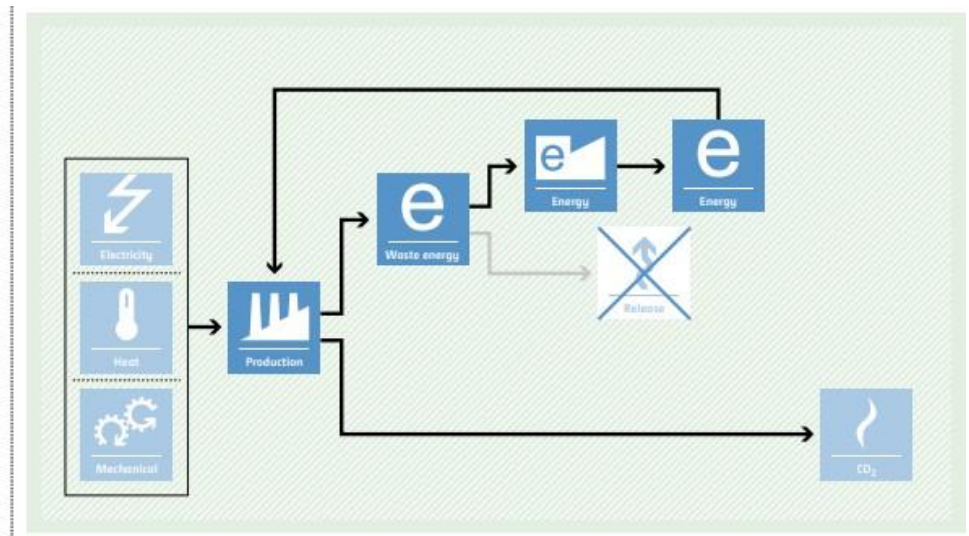 e
e
Energy
Energy
e
Waste energy
Electricity
Release
Heat
Production
Mechanical
CO₂